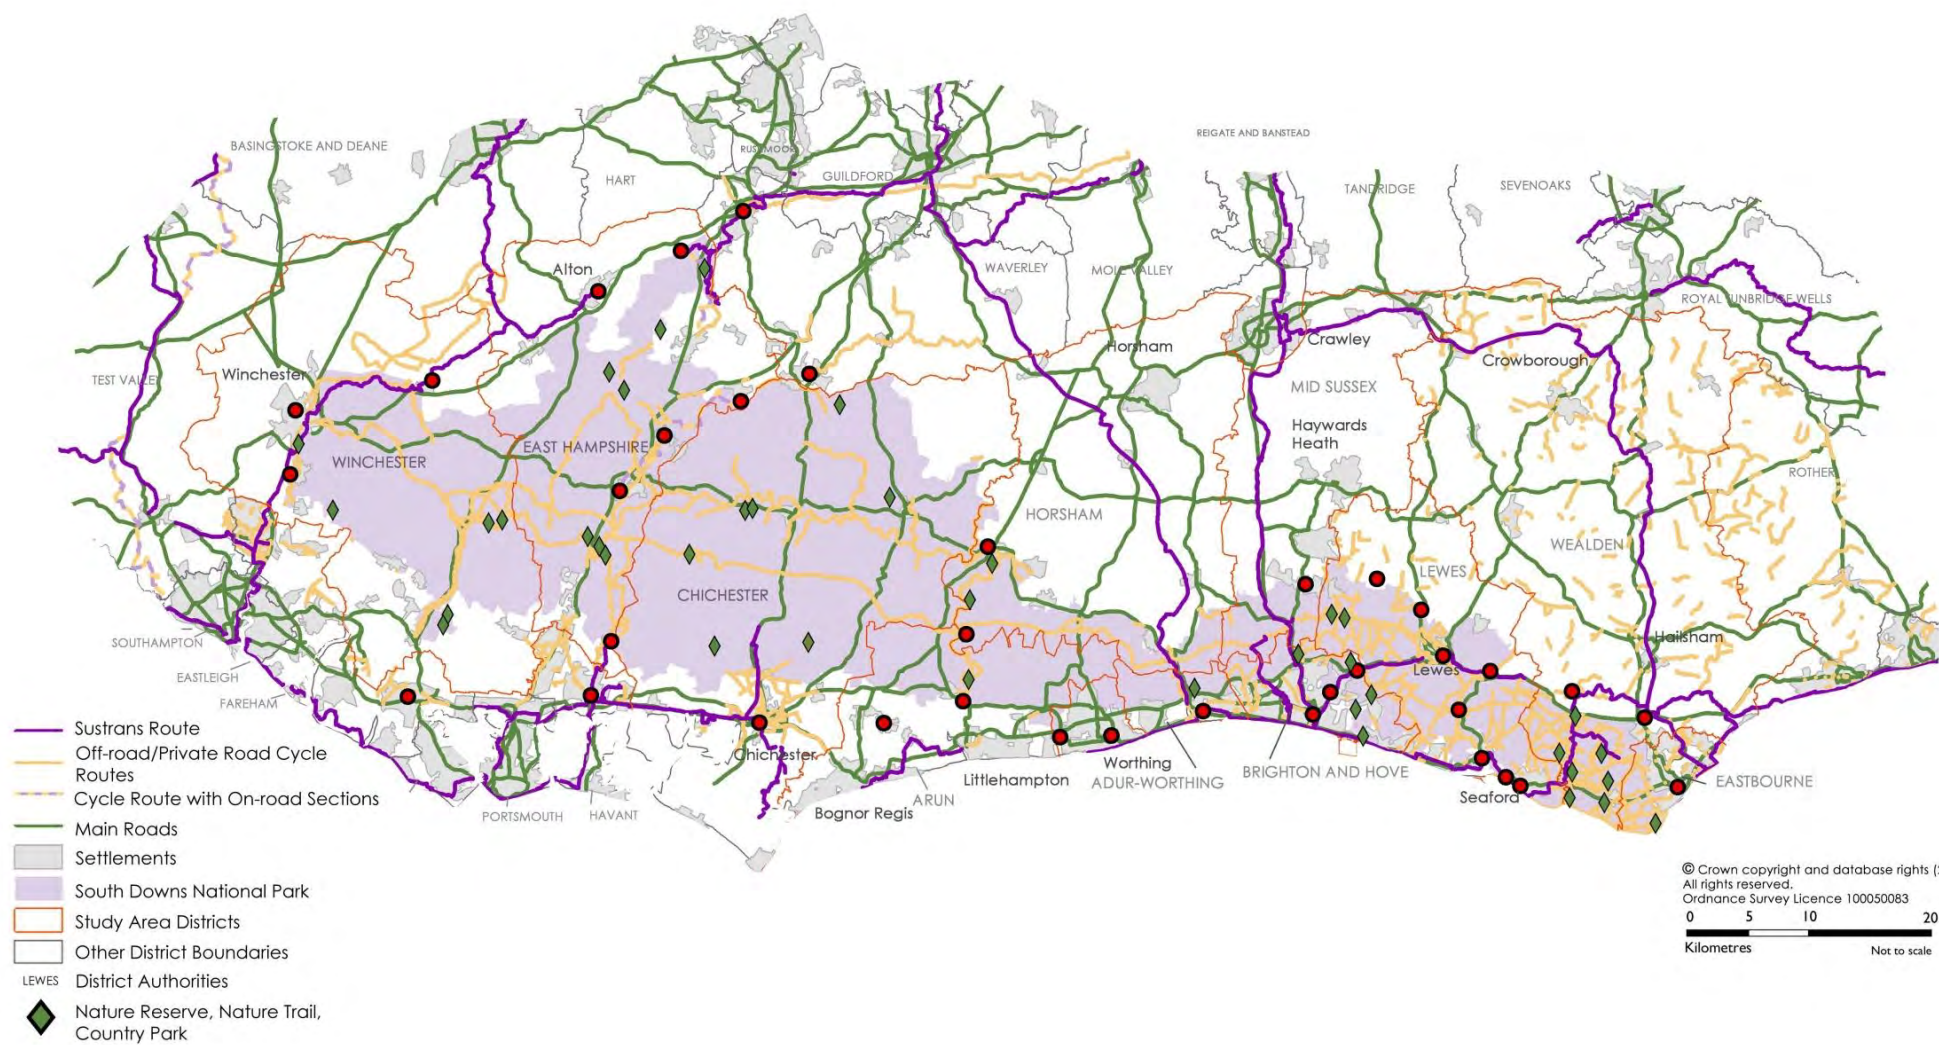 REIGATE AND BANSTEAD
BASINGSTOKE AND DEANE
RUSHMOOR
HART
GUILDFORD
TANDRIDGE
SEVENOAKS
Alton
WAVERLEY
MOLE VALLEY
ROYAL TUNBRIDGE WELLS
Crawley
Horsham
Crowborough
Winchester
TEST VALLEY
MID SUSSEX
Haywards
Heath
EAST HAMPSHIRE
WINCHESTER
ROTHER
HORSHAM
WEALDEN
LEWES
CHICHESTER
Hailsham
SOUTHAMPTON
Lewes
EASTLEIGH
FAREHAM
Chichester
Worthing
BRIGHTON AND HOVE
Littlehampton
ADUR-WORTHING
EASTBOURNE
Seaford
ARUN
Bognor Regis
PORTSMOUTH
HAVANT
Sustrans Route
Off-road/Private Road Cycle
Routes
Cycle Route with On-road Sections
Main Roads
Settlements
South Downs National Park
Study Area Districts
Other District Boundaries
LEWES District Authorities
Nature Reserve, Nature Trail,
Country Park
© Crown copyright and database rights (
All rights reserved.
Ordnance Survey Licence 100050083
0 5 10 20
Kilometres Not to scale